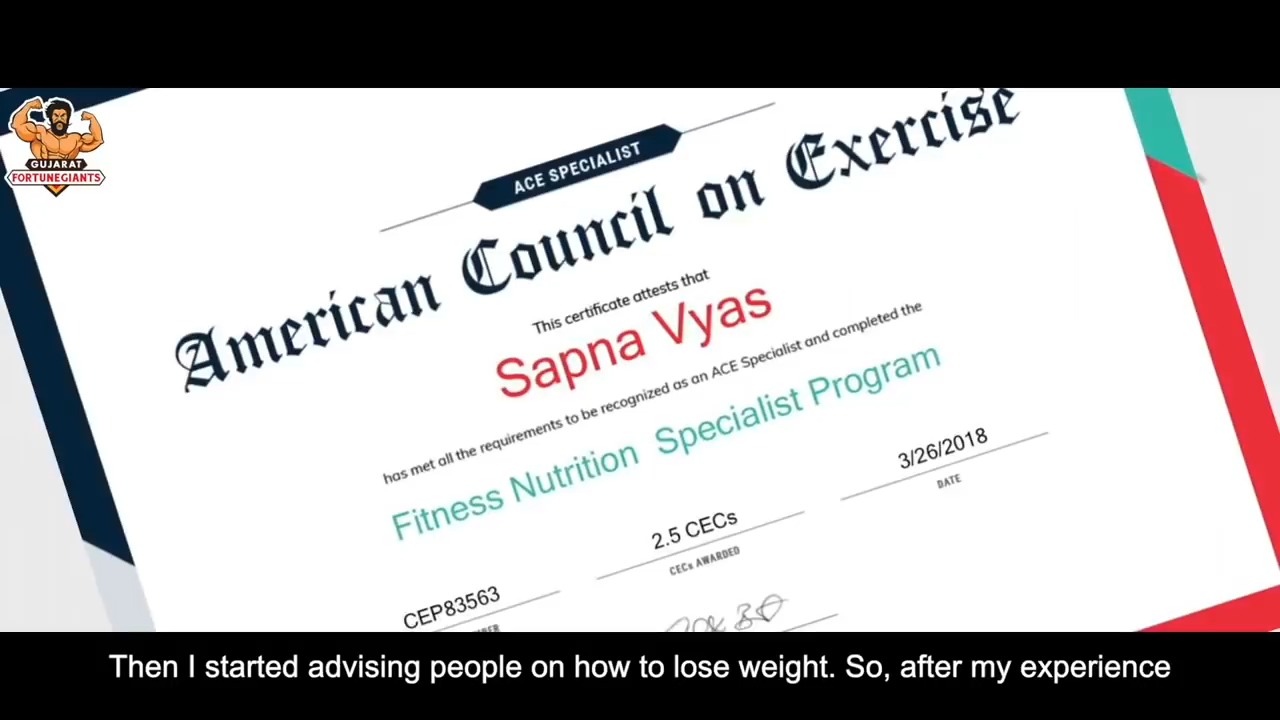 GUJARAT
FORTUNEGIANTS
ACE SPECIALIST
American Council on Exercise
This certificate attests that
Sapna Vyas
has met all the requirements to be recognized as an ACE Specialist and completed the
Fitness Nutrition Specialist Program
3/26/2018
DATE
2.5 CECs
CECs AWARDED
CEP83563
Then I started advising people on how to lose weight. So, after my experience